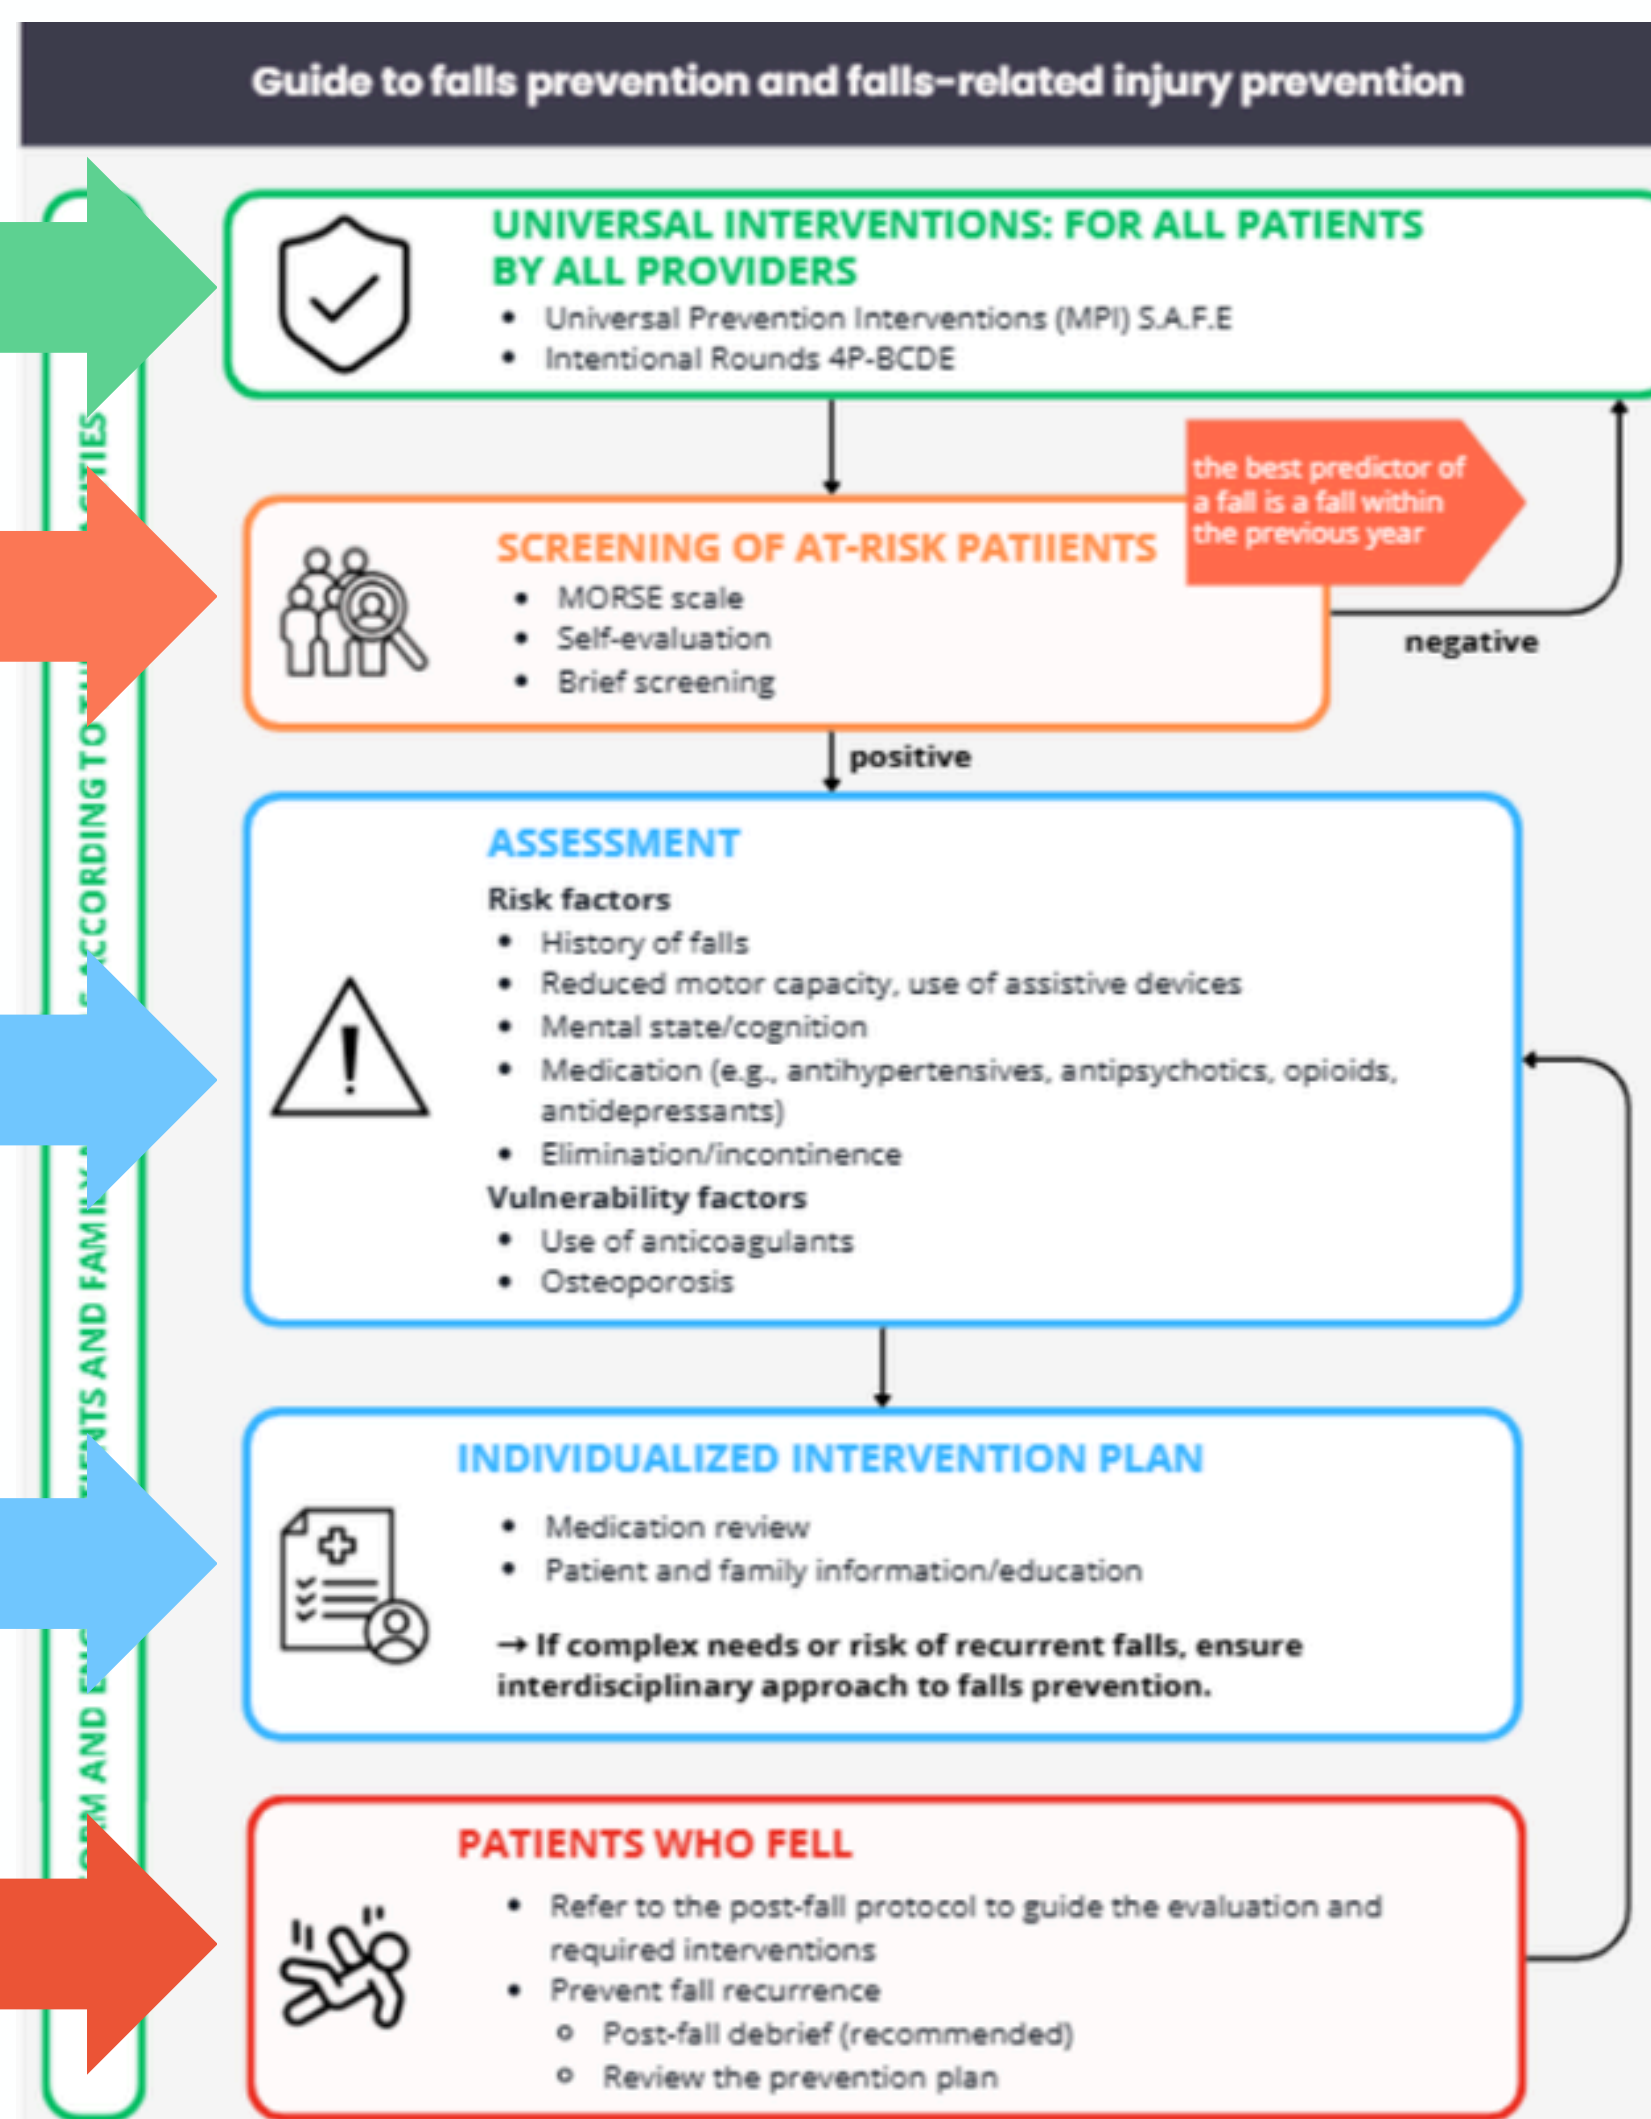 Guide to falls prevention and falls-related injury prevention
UNIVERSAL INTERVENTIONS: FOR ALL PATIENTS
BY ALL PROVIDERS
• Universal Prevention Interventions (MPI) S.A.F.E
• Intentional Rounds 4P-BCDE
the best predictor of
a fall is a fall within
the previous year
SCREENING OF AT-RISK PATIIENTS
• MORSE scale
• Self-evaluation
• Brief screening
negative
positive
ASSESSMENT
Risk factors
• History of falls
• Reduced motor capacity, use of assistive devices
• Mental state/cognition
• Medication (e.g., antihypertensives, antipsychotics, opioids,
antidepressants)
• Elimination/incontinence
Vulnerability factors
• Use of anticoagulants
• Osteoporosis
INDIVIDUALIZED INTERVENTION PLAN
• Medication review
• Patient and family information/education
→ If complex needs or risk of recurrent falls, ensure
interdisciplinary approach to falls prevention.
PATIENTS WHO FELL
• Refer to the post-fall protocol to guide the evaluation and
required interventions
• Prevent fall recurrence
○ Post-fall debrief (recommended)
○ Review the prevention plan
AND AND FAMILY ACCORDING TO